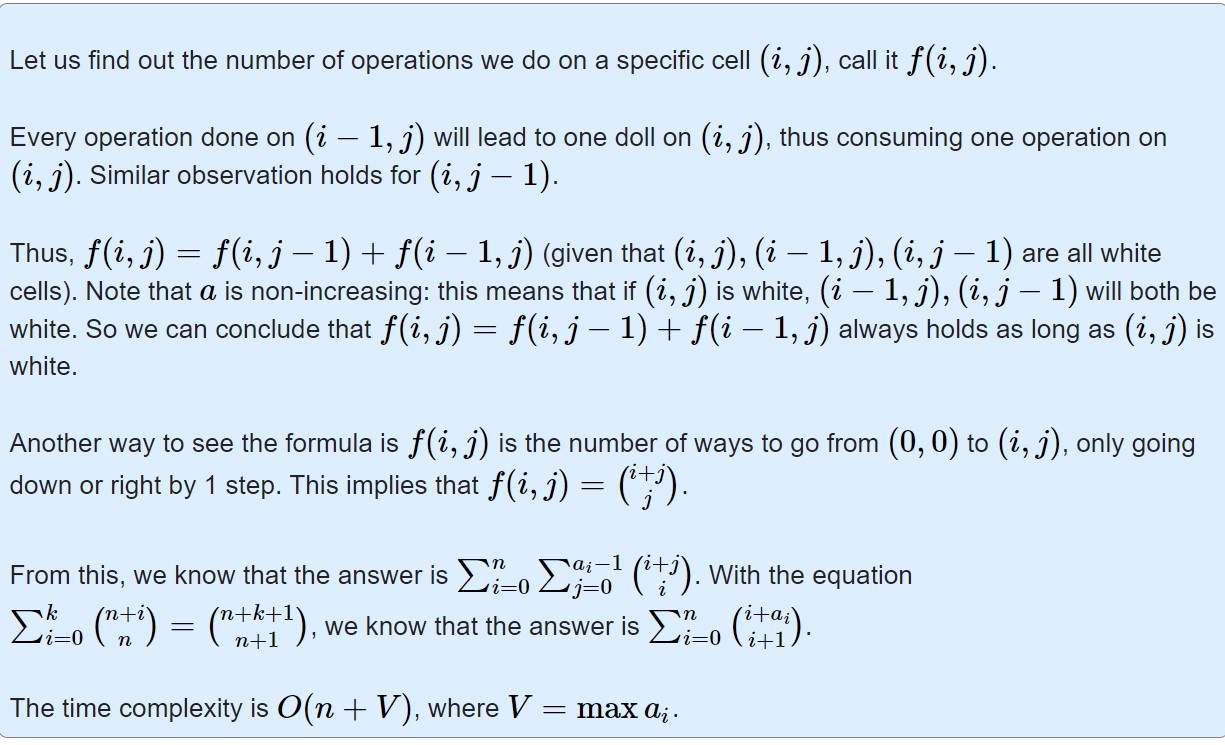 Let us find out the number of operations we do on a specific cell (i, j), call it f(i, j).
Every operation done on (i − 1, j) will lead to one doll on (i, j), thus consuming one operation on
(i, j). Similar observation holds for (i, j − 1).
Thus, f(i, j) = f(i, j − 1) + f(i − 1, j) (given that (i, j), (i − 1, j), (i, j − 1) are all white
cells). Note that a is non-increasing: this means that if (i, j) is white, (i − 1, j), (i, j − 1) will both be
white. So we can conclude that f(i, j) = f(i, j − 1) + f(i − 1, j) always holds as long as (i, j) is
white.
Another way to see the formula is f(i, j) is the number of ways to go from (0, 0) to (i, j), only going
down or right by 1 step. This implies that f(i, j) = \binom{i+j}{j}.
From this, we know that the answer is \sum_{i=0}^{n} \sum_{j=0}^{a_i−1} \binom{i+j}{i}. With the equation
\sum_{i=0}^{k} \binom{n+i}{n} = \binom{n+k+1}{n+1}, we know that the answer is \sum_{i=0}^{n} \binom{i+a_i}{i+1}.
The time complexity is O(n + V), where V = max a_i.